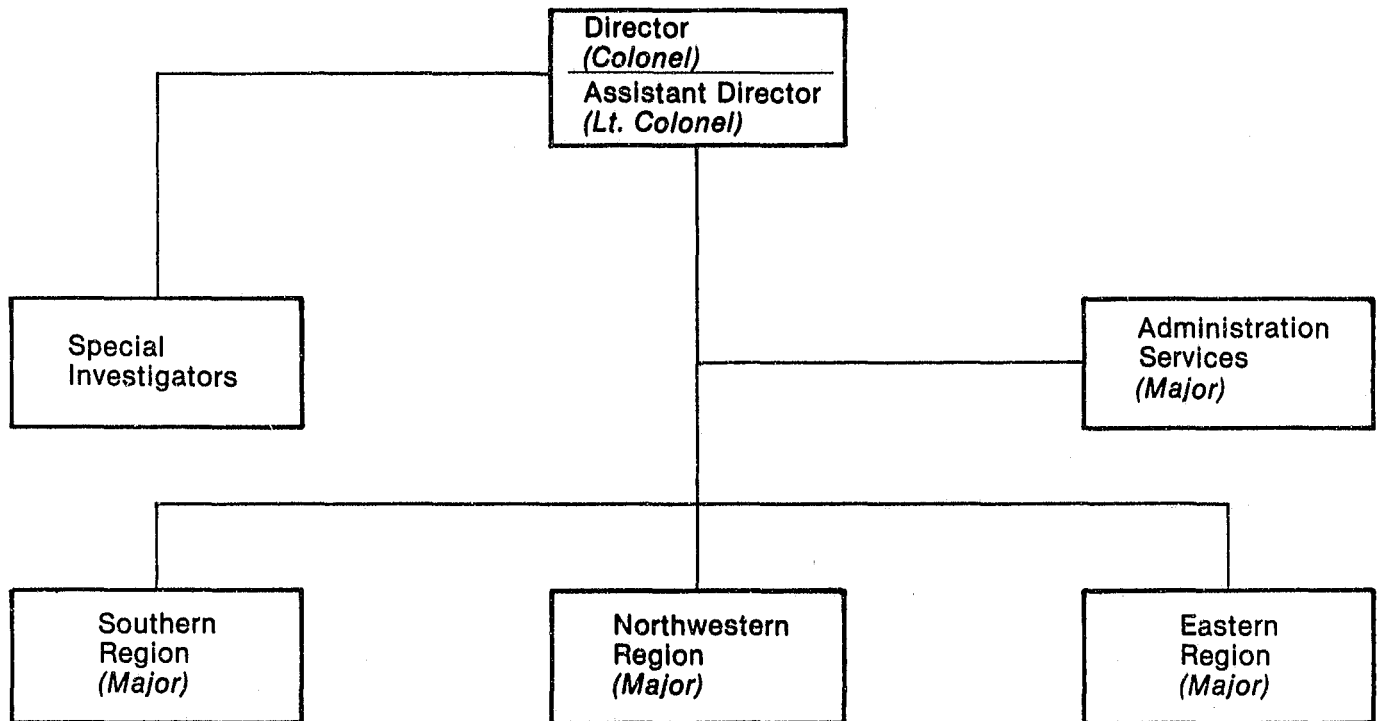 Director
(Colonel)
Assistant Director
(Lt. Colonel)
Special
Investigators
Administration
Services
(Major)
Southern
Region
(Major)
Northwestern
Region
(Major)
Eastern
Region
(Major)